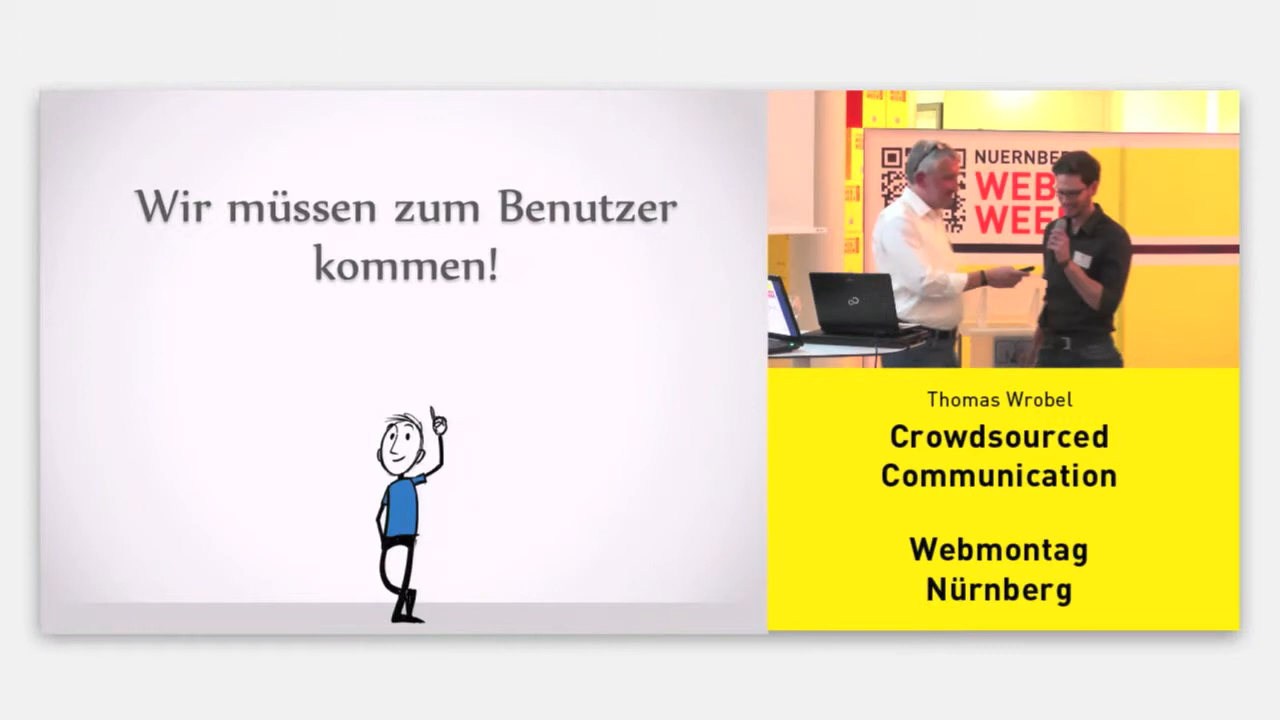 Wir müssen zum Benutzer
kommen!
NUERNBE
WEB
WEE
Thomas Wrobel
Crowdsourced
Communication
Webmontag
Nürnberg